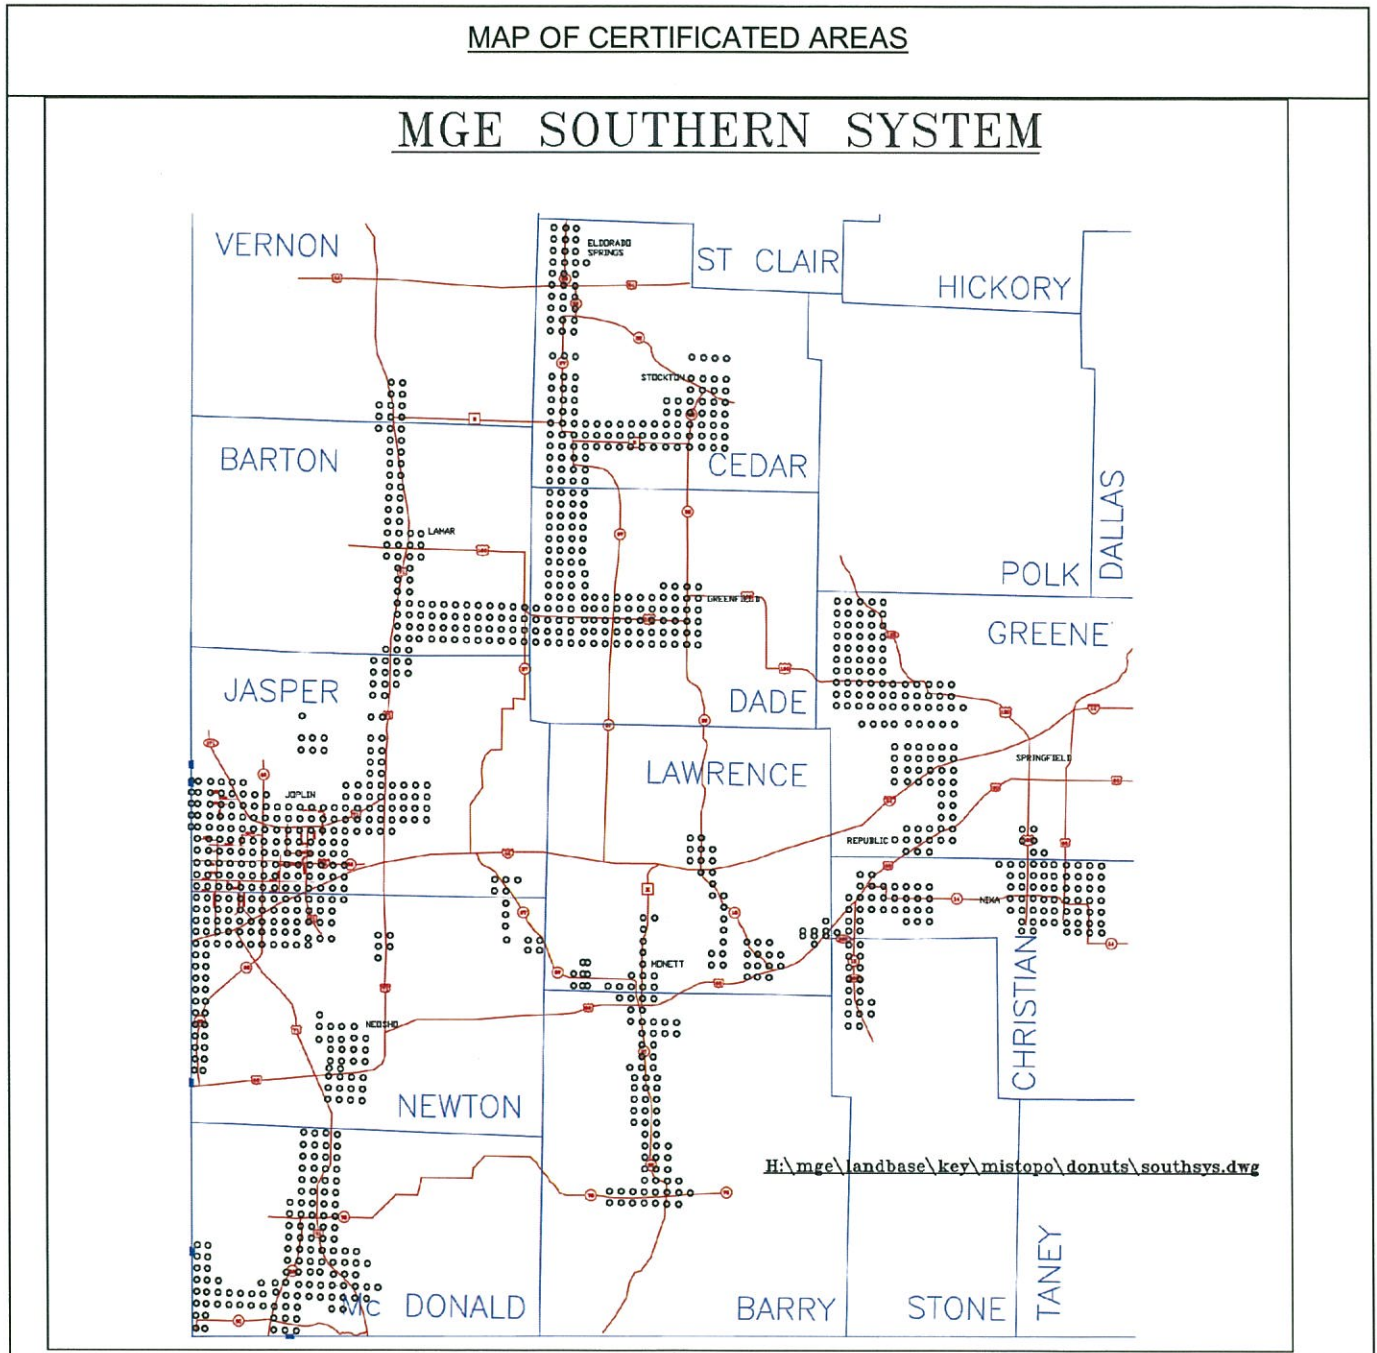 MAP OF CERTIFICATED AREAS
MGE SOUTHERN SYSTEM
VERNON
ELDORADO
SPRINGS
ST CLAIR
HICKORY
STOCKTON
BARTON
CEDAR
DALLAS
LAMAR
POLK
GREENFIELD
GREENE
JASPER
DADE
LAWRENCE
SPRINGFIELD
JOPLIN
REPUBLIC
NIXA
MONETT
CHRISTIAN
NEOSHO
NEWTON
H:\mge\landbase\key\mistopo\donuts\southsys.dwg
TANEY
Mc DONALD
BARRY
STONE